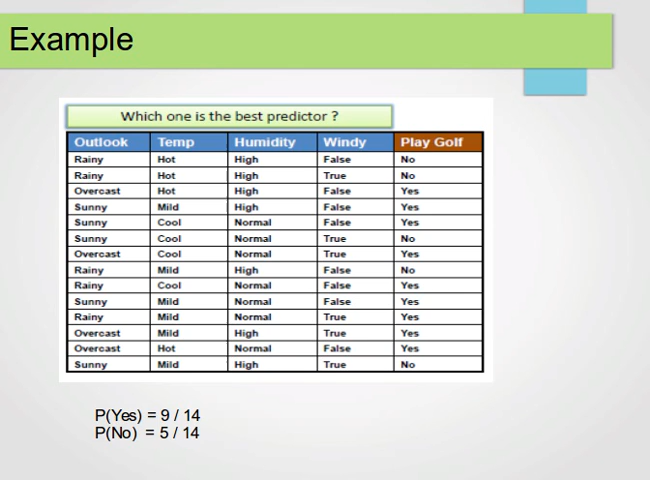 Example
Which one is the best predictor ?
Outlook Temp Humidity Windy Play Golf
Rainy Hot High False No
Rainy Hot High True No
Overcast Hot High False Yes
Sunny Mild High False Yes
Sunny Cool Normal False Yes
Sunny Cool Normal True No
Overcast Cool Normal True Yes
Rainy Mild High False No
Rainy Cool Normal False Yes
Sunny Mild Normal False Yes
Rainy Mild Normal True Yes
Overcast Mild High True Yes
Overcast Hot Normal False Yes
Sunny Mild High True No
P(Yes) = 9 / 14
P(No) = 5 / 14